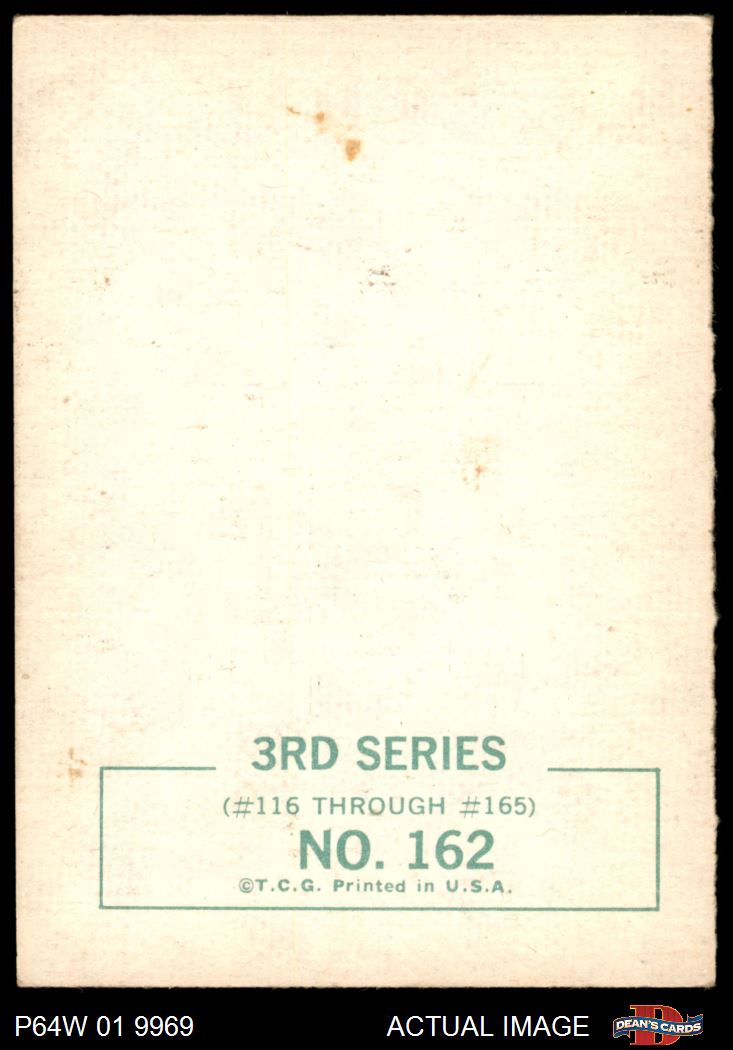 3RD SERIES
(#116 THROUGH #165)
NO. 162
©T.C.G. Printed in U.S.A.
P64W 01 9969
ACTUAL IMAGE
DEAN'S CARDS